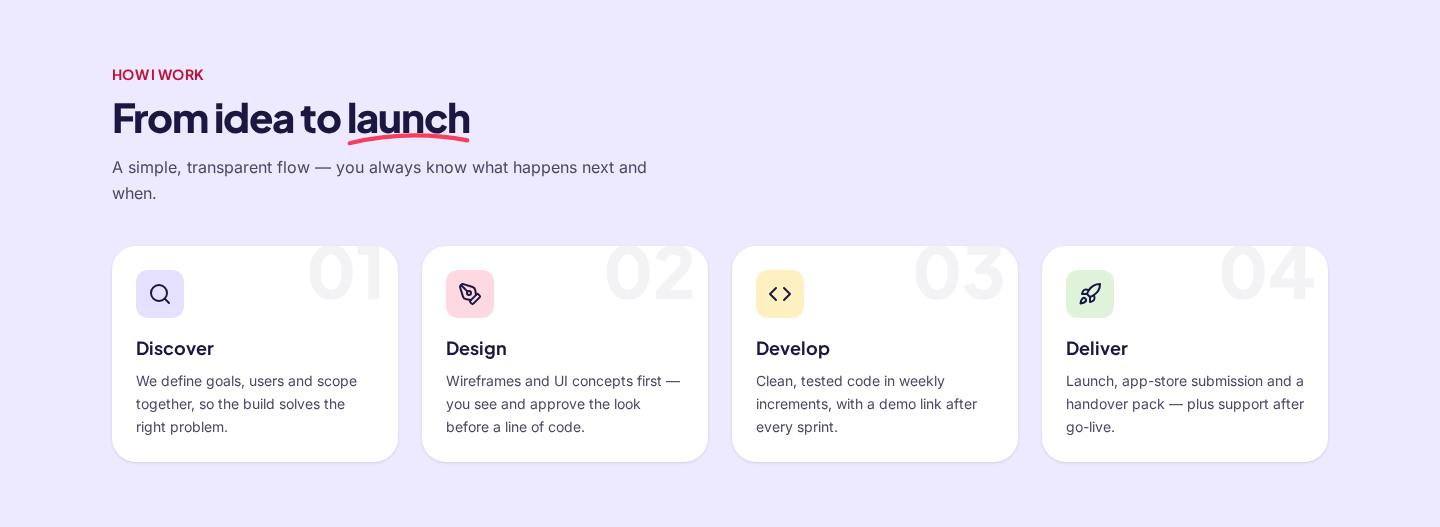 HOW I WORK
From idea to launch
A simple, transparent flow — you always know what happens next and
when.
01
Discover
We define goals, users and scope
together, so the build solves the
right problem.
02
Design
Wireframes and UI concepts first —
you see and approve the look
before a line of code.
03
Develop
Clean, tested code in weekly
increments, with a demo link after
every sprint.
04
Deliver
Launch, app-store submission and a
handover pack — plus support after
go-live.